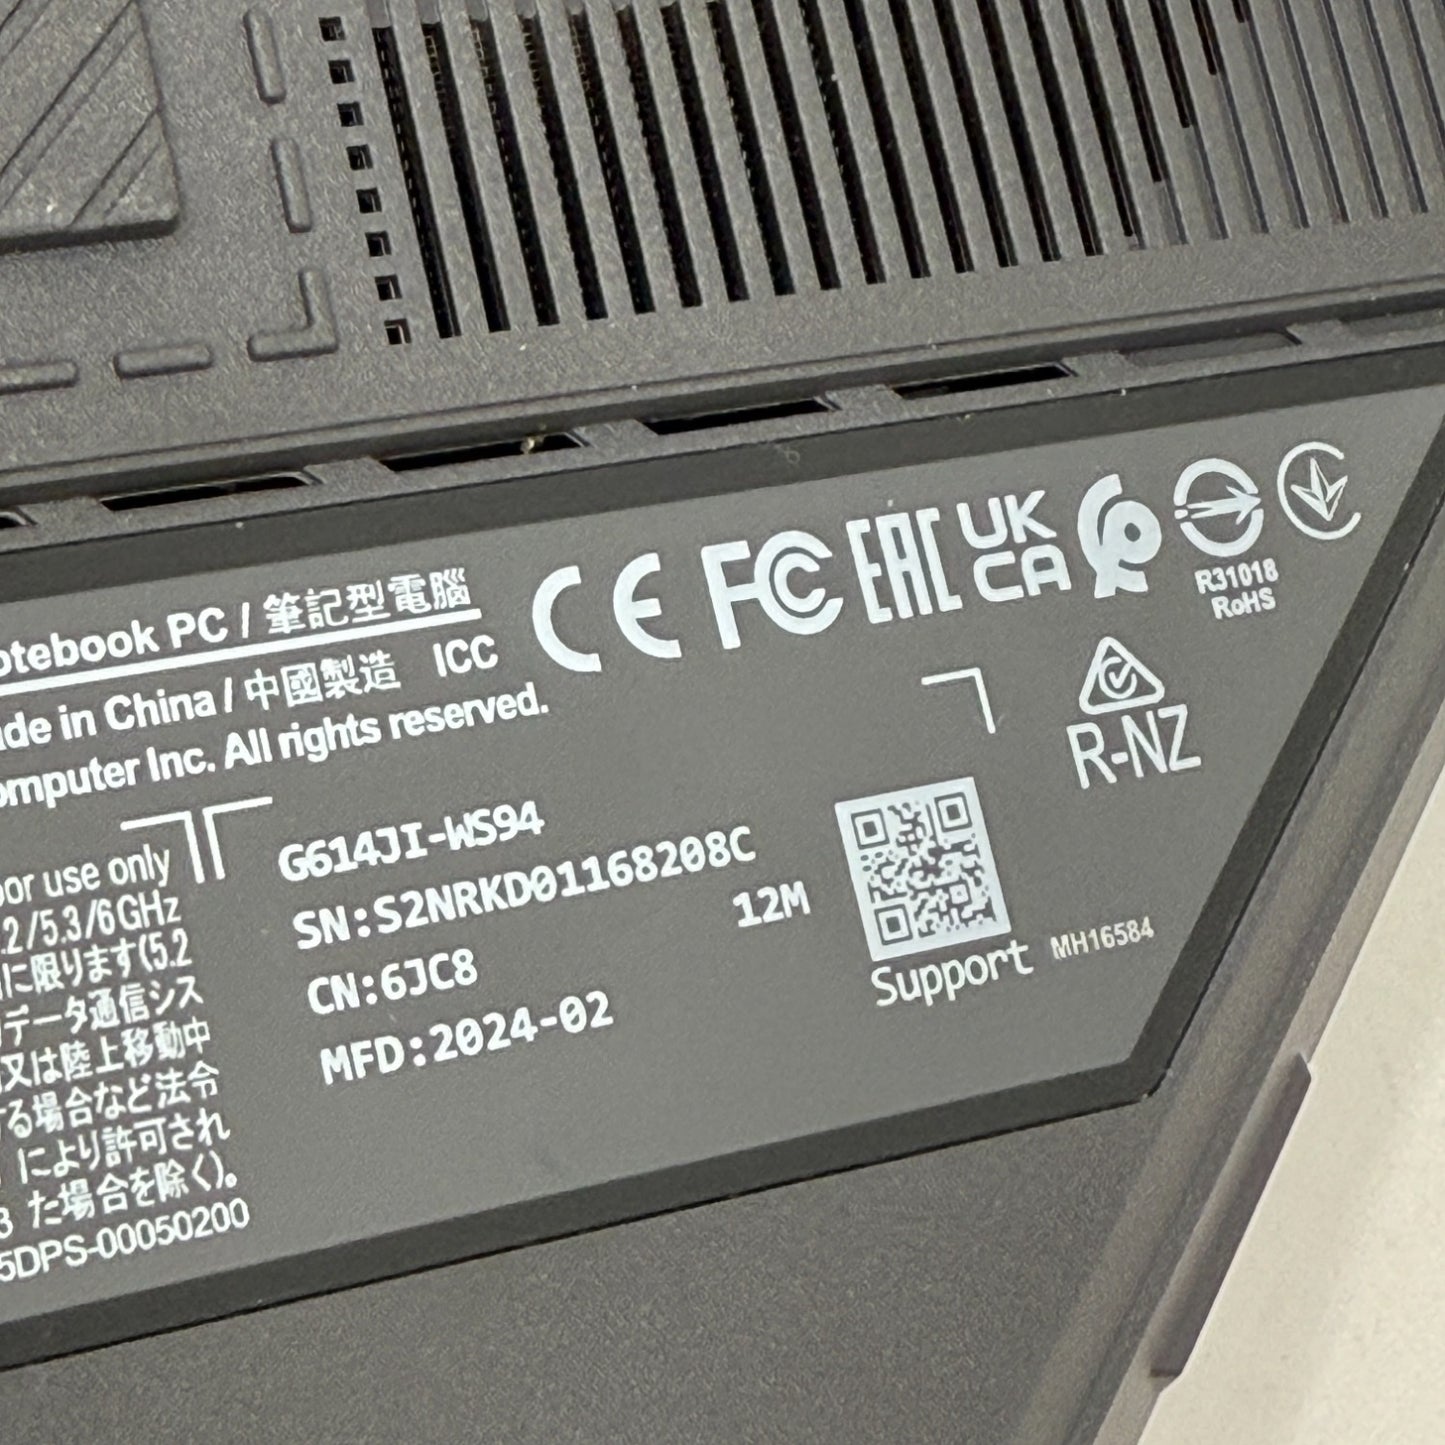 otebook PC / 筆記型電腦
de in China / 中國製造 ICC
omputer Inc. All rights reserved.
CE FC EAC UK CA
R31018
RoHS
R-NZ
oor use only
.2/5.3/6GHz
に限ります(5.2
データ通信シス
又は陸上移動中
る場合など法令
により許可され
3 た場合を除く)。
5DPS-00050200
G614JI-WS94
SN:S2NRKD01168208C
12M
CN:6JC8
MFD:2024-02
Support
MH16584